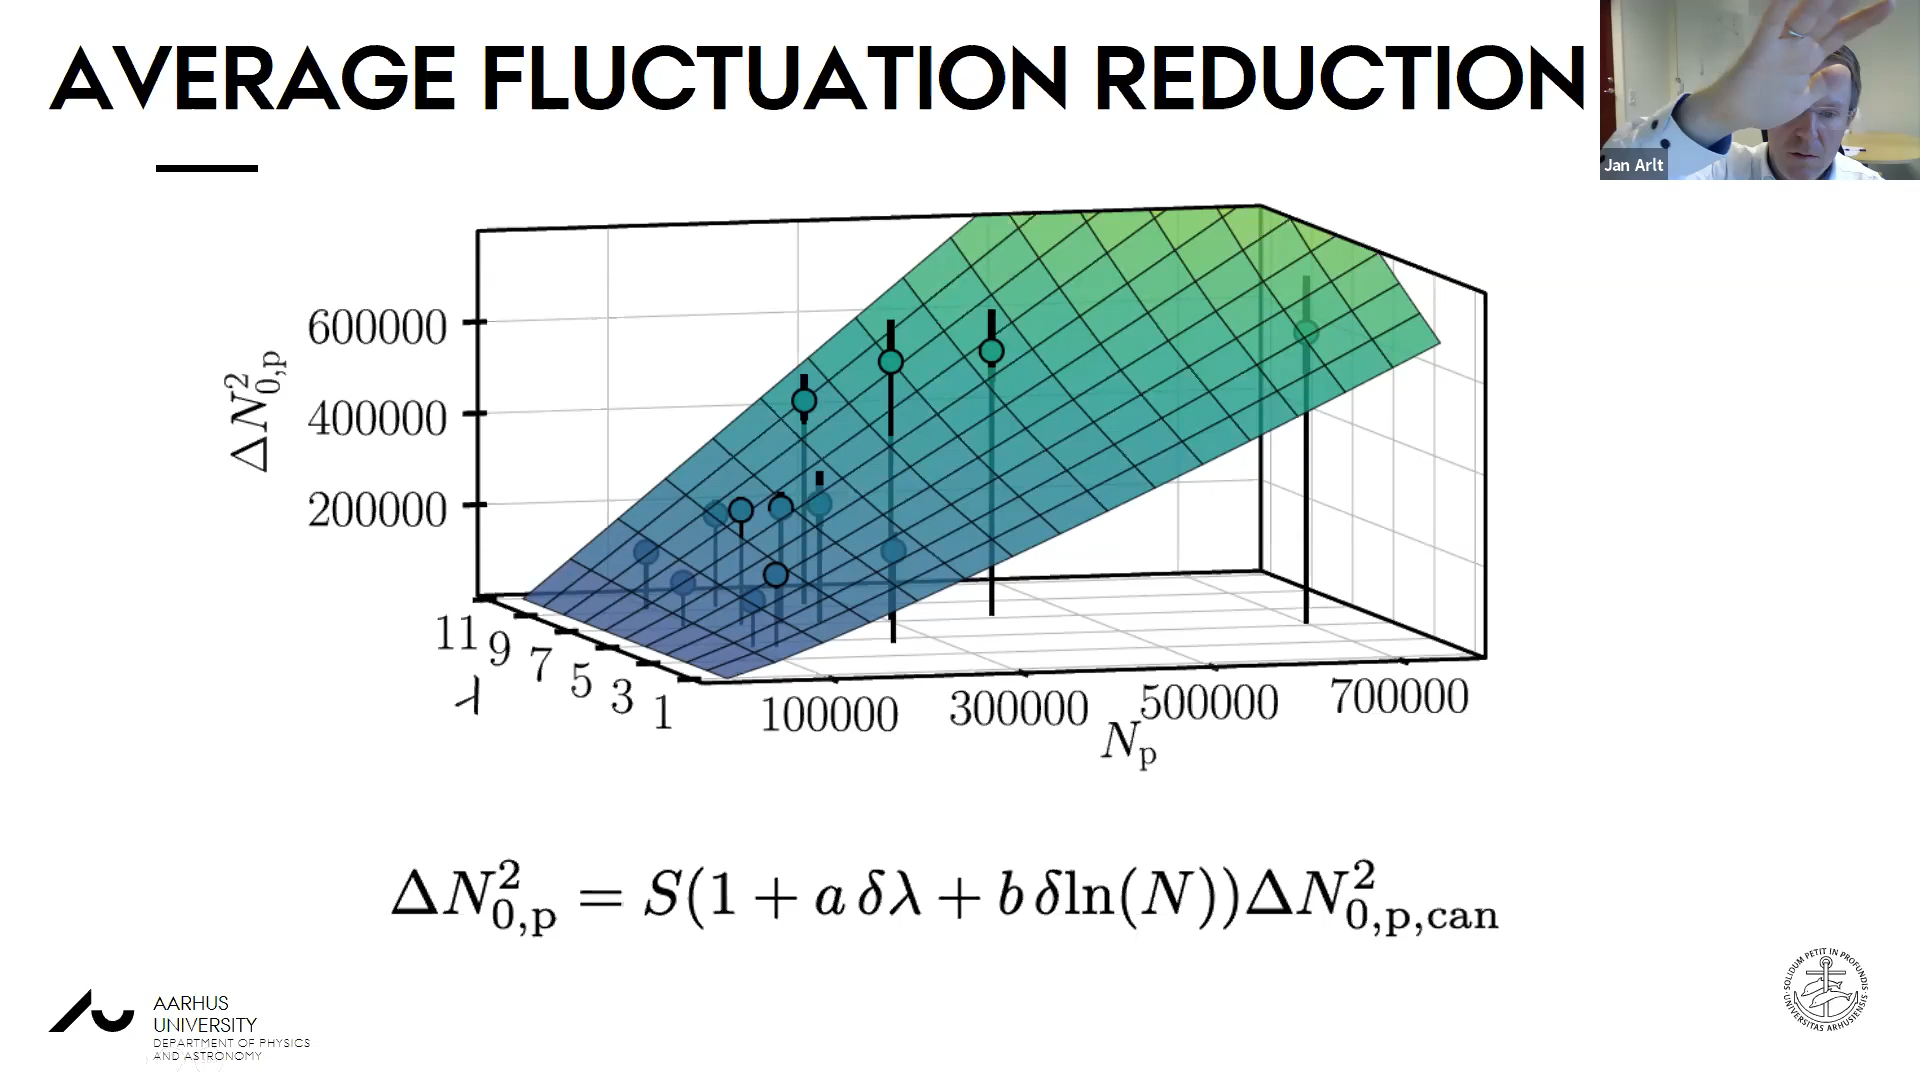 AVERAGE FLUCTUATION REDUCTION
Jan Arlt
600000
400000
200000
ΔN²₀,ₚ
11 9 7 5 3 1
λ
100000 300000 500000 700000
Nₚ
ΔN²₀,ₚ = S(1 + a δλ + b δln(N))ΔN²₀,ₚ,can
AARHUS
UNIVERSITY
DEPARTMENT OF PHYSICS
AND ASTRONOMY
SOLIDUM PETIT IN PROFUNDIS
UNIVERSITAS ARHUSIENSIS